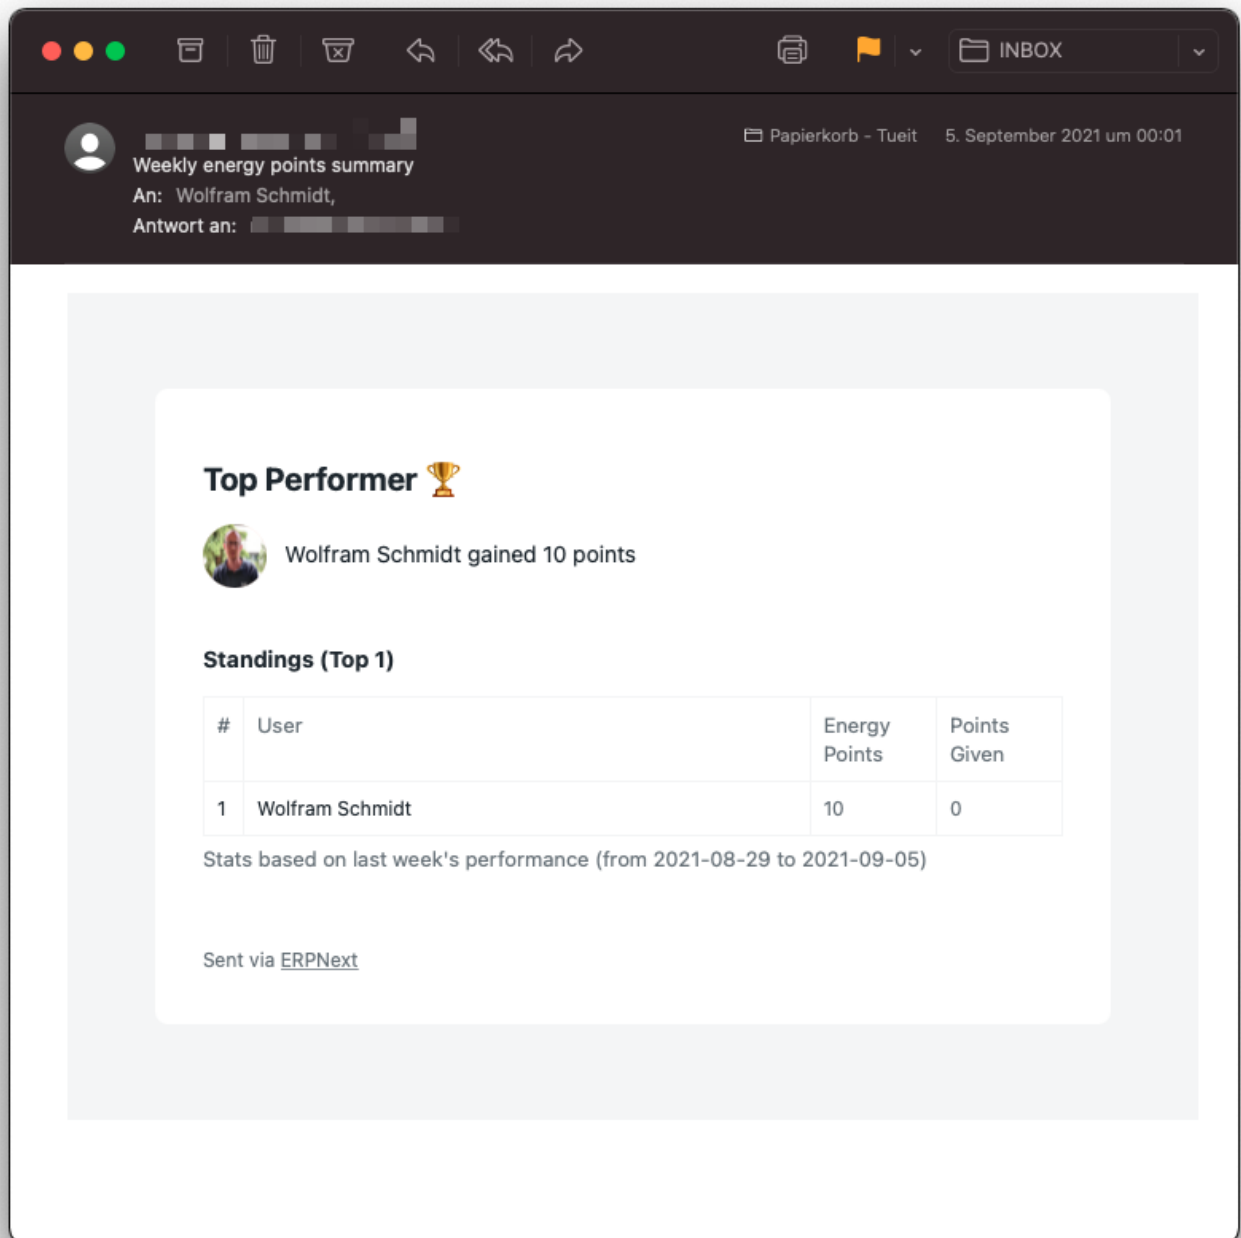 INBOX
Papierkorb - Tueit 5. September 2021 um 00:01
Weekly energy points summary
An: Wolfram Schmidt,
Antwort an:
Top Performer 🏆
Wolfram Schmidt gained 10 points
Standings (Top 1)
# User Energy Points Points Given
1 Wolfram Schmidt 10 0
Stats based on last week's performance (from 2021-08-29 to 2021-09-05)
Sent via ERPNext